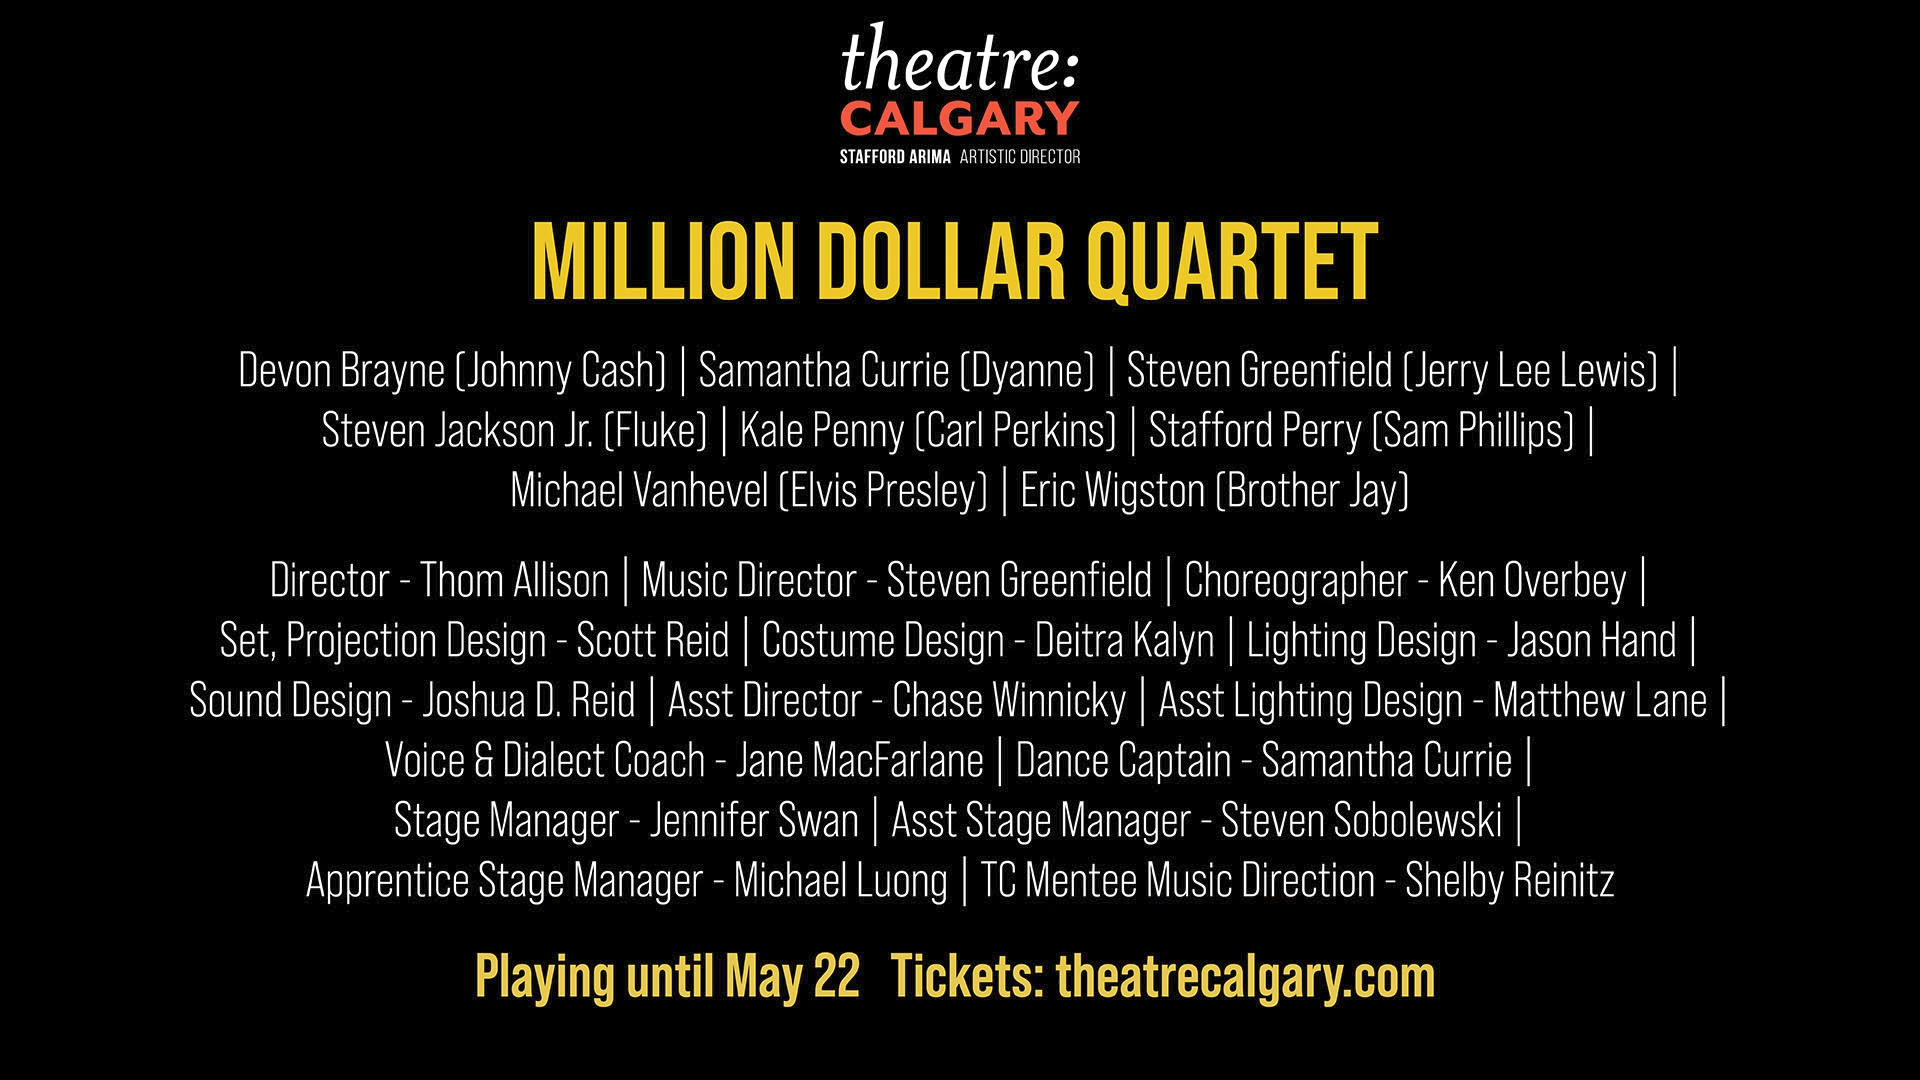 theatre:
CALGARY
STAFFORD ARIMA ARTISTIC DIRECTOR
MILLION DOLLAR QUARTET
Devon Brayne (Johnny Cash) | Samantha Currie (Dyanne) | Steven Greenfield (Jerry Lee Lewis) |
Steven Jackson Jr. (Fluke) | Kale Penny (Carl Perkins) | Stafford Perry (Sam Phillips) |
Michael Vanhevel (Elvis Presley) | Eric Wigston (Brother Jay)
Director - Thom Allison | Music Director - Steven Greenfield | Choreographer - Ken Overbey |
Set, Projection Design - Scott Reid | Costume Design - Deitra Kalyn | Lighting Design - Jason Hand |
Sound Design - Joshua D. Reid | Asst Director - Chase Winnicky | Asst Lighting Design - Matthew Lane |
Voice & Dialect Coach - Jane MacFarlane | Dance Captain - Samantha Currie |
Stage Manager - Jennifer Swan | Asst Stage Manager - Steven Sobolewski |
Apprentice Stage Manager - Michael Luong | TC Mentee Music Direction - Shelby Reinitz
Playing until May 22 Tickets: theatrecalgary.com